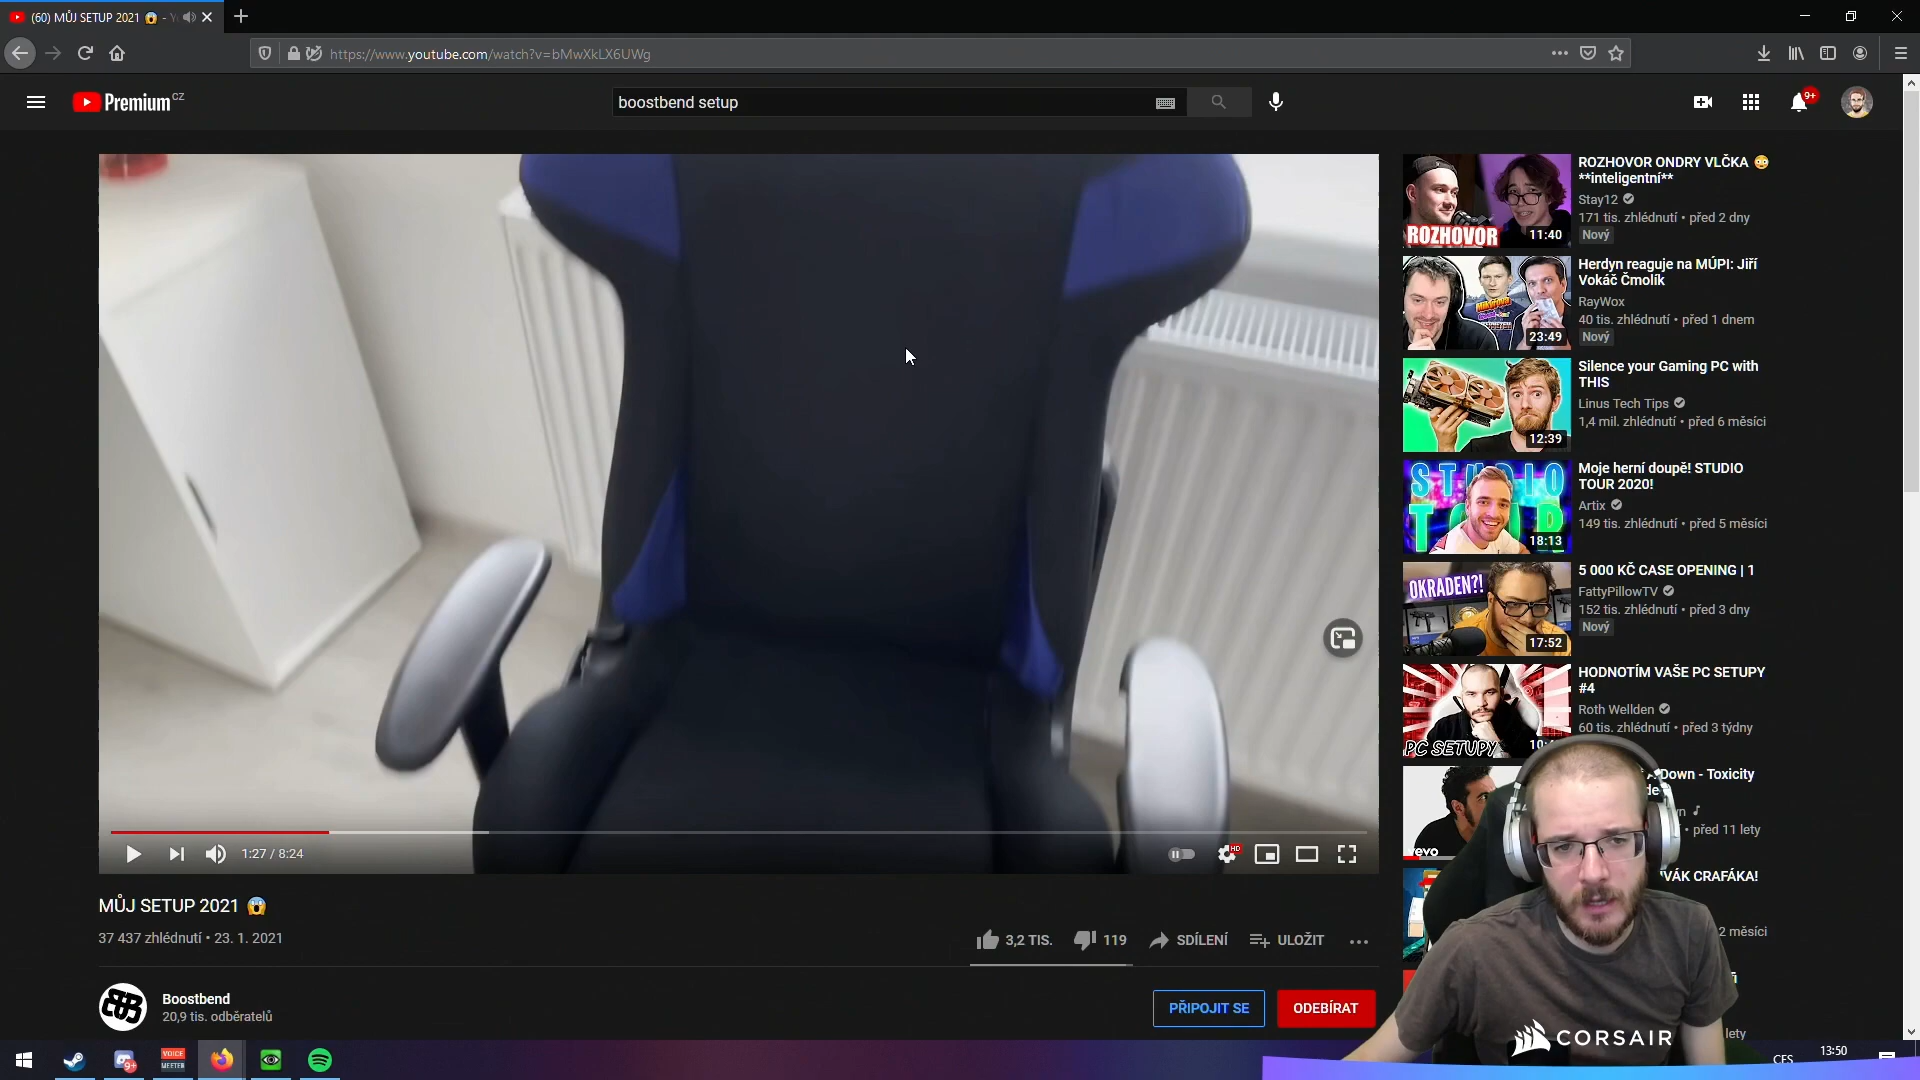 (60) MŮJ SETUP 2021 😱 -
https://www.youtube.com/watch?v=bMwXkLX6UWg
Premium CZ
boostbend setup
9+
ROZHOVOR
11:40
ROZHOVOR ONDRY VLČKA 😳
**inteligentní**
Stay12
171 tis. zhlédnutí • před 2 dny
Nový
23:49
Herdyn reaguje na MÚPI: Jiří
Vokáč Čmolík
RayWox
40 tis. zhlédnutí • před 1 dnem
Nový
12:39
Silence your Gaming PC with
THIS
Linus Tech Tips
1,4 mil. zhlédnutí • před 6 měsíci
STUDIO
18:13
Moje herní doupě! STUDIO
TOUR 2020!
Artix
149 tis. zhlédnutí • před 5 měsíci
OKRADEN?!
17:52
5 000 KČ CASE OPENING | 1
FattyPillowTV
152 tis. zhlédnutí • před 3 dny
Nový
PC SETUPY
HODNOTÍM VAŠE PC SETUPY
#4
Roth Wellden
60 tis. zhlédnutí • před 3 týdny
vevo
Down - Toxicity
• před 11 lety
VÁK CRAFÁKA!
2 měsíci
lety
1:27 / 8:24
HD
MŮJ SETUP 2021 😱
37 437 zhlédnutí • 23. 1. 2021
3,2 TIS.
119
SDÍLENÍ
ULOŽIT
Boostbend
20,9 tis. odběratelů
PŘIPOJIT SE
ODEBÍRAT
CORSAIR
9+
VOICE
MEETER
CES
13:50